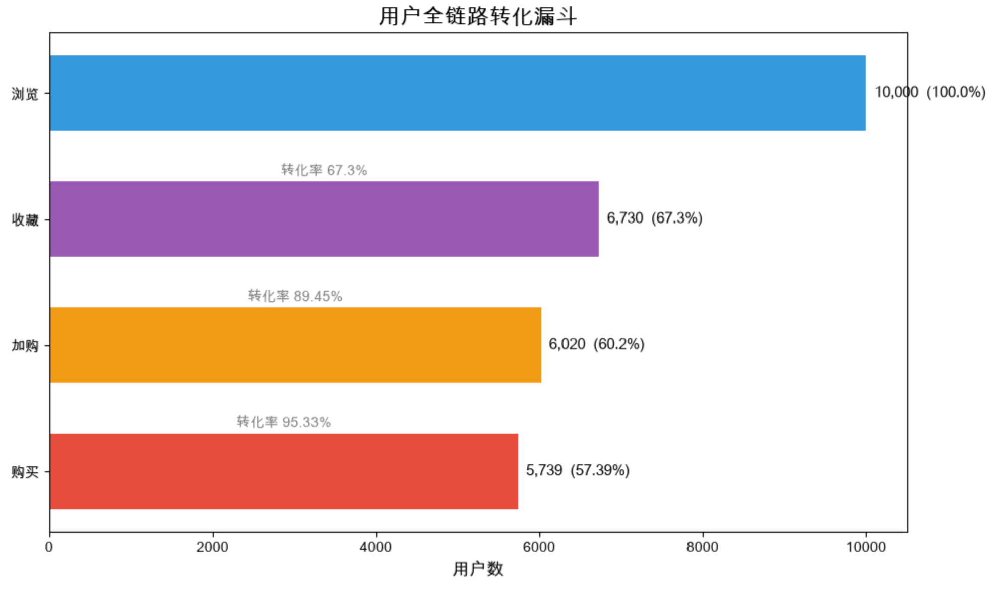 用户全链路转化漏斗
浏览
10,000 (100.0%)
转化率 67.3%
收藏
6,730 (67.3%)
转化率 89.45%
加购
6,020 (60.2%)
转化率 95.33%
购买
5,739 (57.39%)
0 2000 4000 6000 8000 10000
用户数